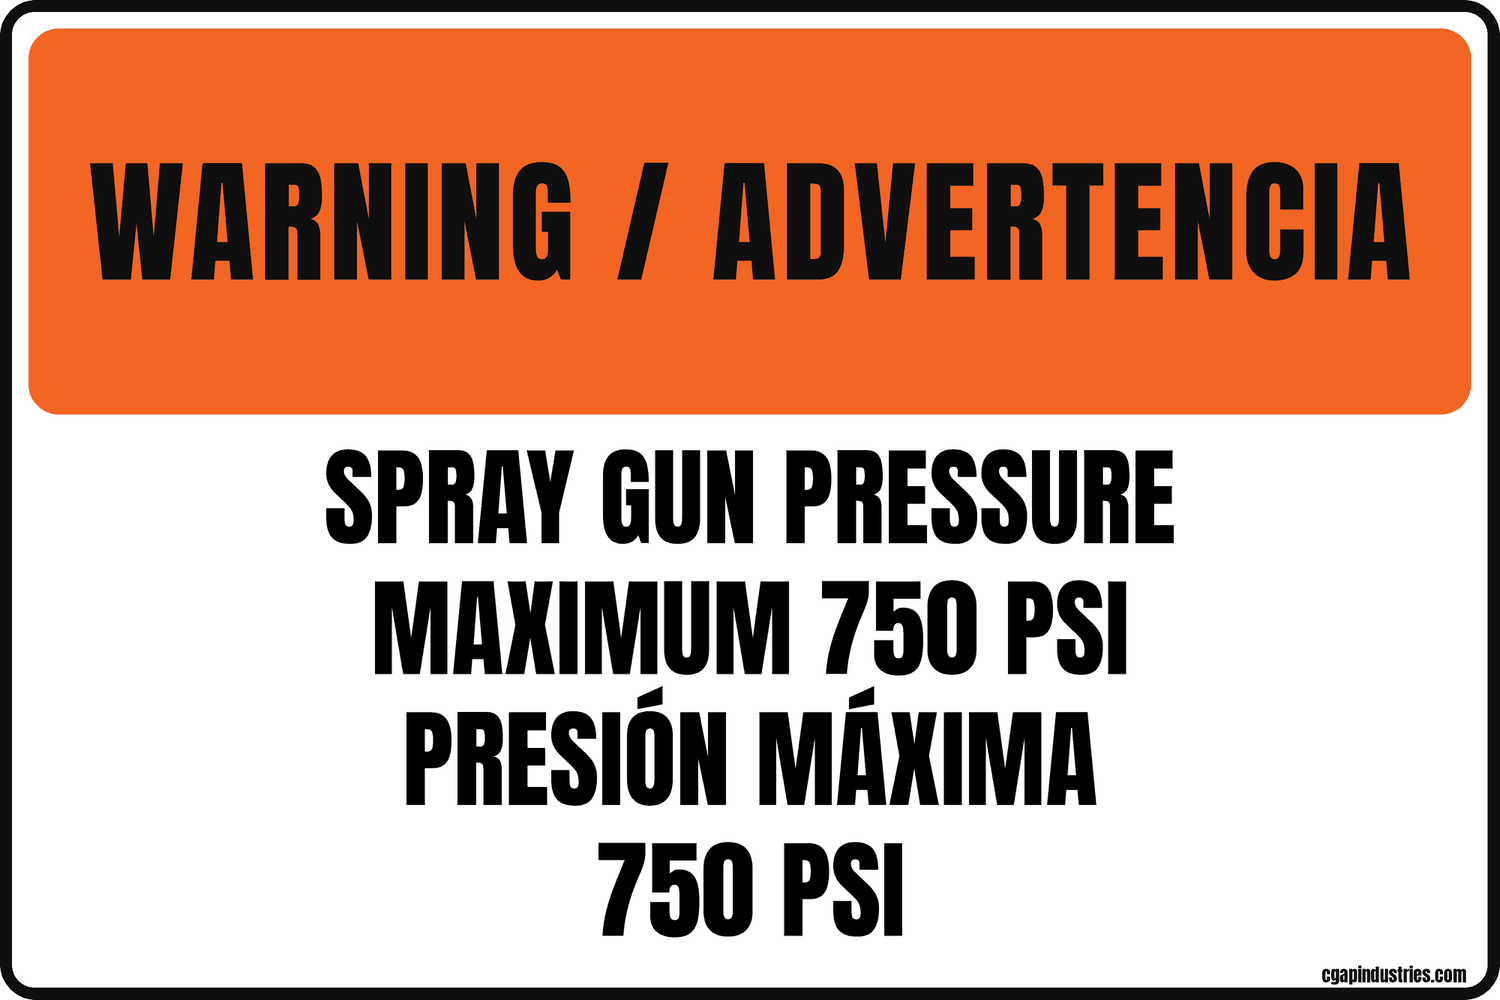 WARNING / ADVERTENCIA
SPRAY GUN PRESSURE
MAXIMUM 750 PSI
PRESIÓN MÁXIMA
750 PSI
cgapindustries.com